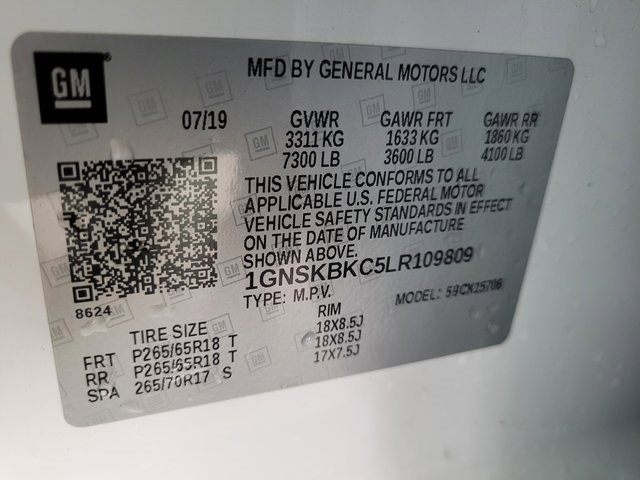 GM
MFD BY GENERAL MOTORS LLC
07/19 GVWR GAWR FRT GAWR RR
3311 KG 1633 KG 1860 KG
7300 LB 3600 LB 4100 LB
THIS VEHICLE CONFORMS TO ALL
APPLICABLE U.S. FEDERAL MOTOR
VEHICLE SAFETY STANDARDS IN EFFECT
ON THE DATE OF MANUFACTURE
SHOWN ABOVE.
1GNSKBKC5LR109809
TYPE: M.P.V. MODEL: 59CK15706
8624
TIRE SIZE RIM
FRT P265/65R18 T 18X8.5J
RR P265/65R18 T 18X8.5J
SPA 265/70R17 S 17X7.5J